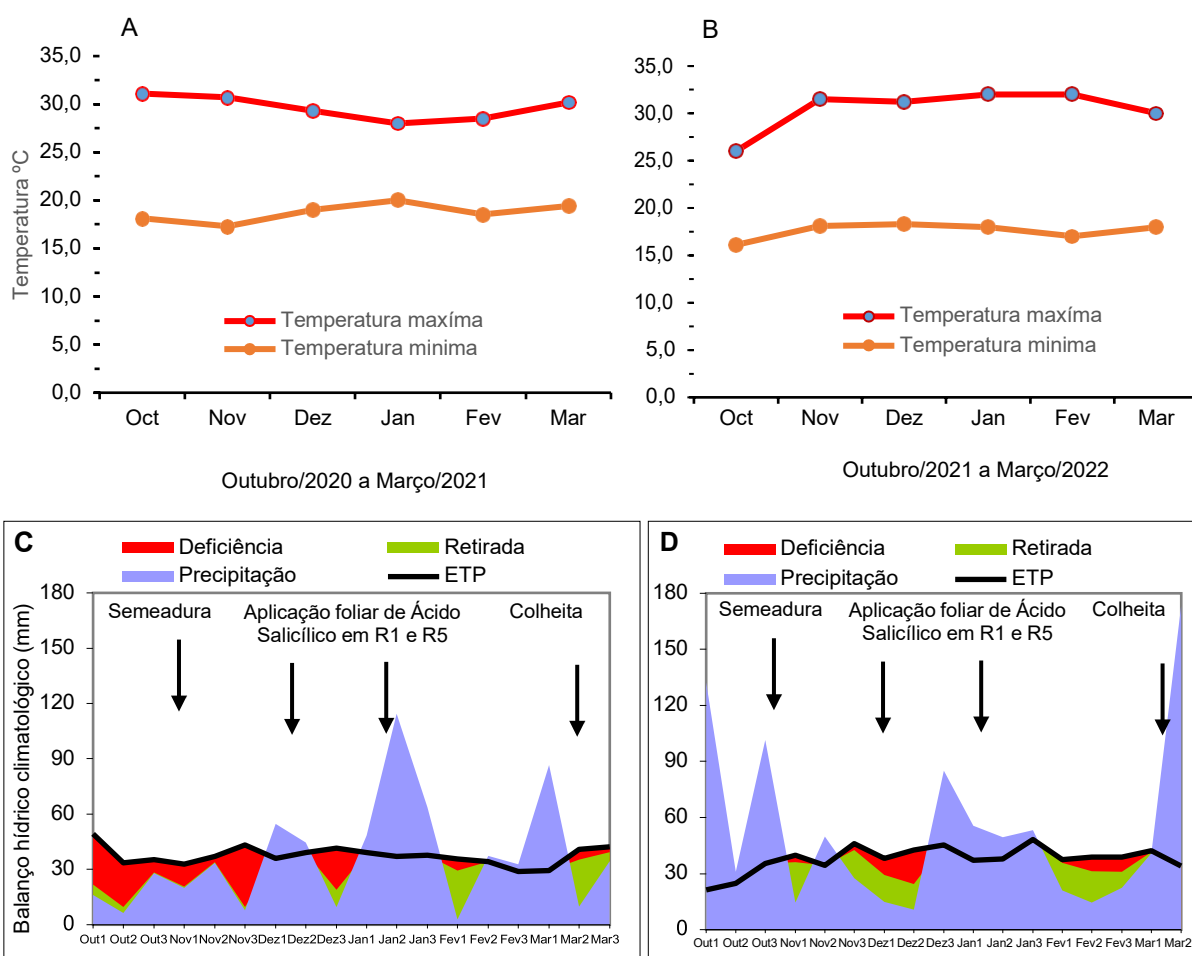 A
35,0
30,0
25,0
20,0
15,0
10,0
5,0
0,0
Temperatura ºC
Temperatura maxíma
Temperatura minima
Oct Nov Dez Jan Fev Mar
Outubro/2020 a Março/2021
B
35,0
30,0
25,0
20,0
15,0
10,0
5,0
0,0
Temperatura maxíma
Temperatura minima
Oct Nov Dez Jan Fev Mar
Outubro/2021 a Março/2022
C
Deficiência Retirada
Precipitação ETP
180
150
120
90
60
30
0
Balanço hídrico climatológico (mm)
Semeadura
Aplicação foliar de Ácido
Salicílico em R1 e R5
Colheita
Out1 Out2 Out3 Nov1 Nov2 Nov3 Dez1 Dez2 Dez3 Jan1 Jan2 Jan3 Fev1 Fev2 Fev3 Mar1 Mar2 Mar3
D
Deficiência Retirada
Precipitação ETP
180
150
120
90
60
30
0
Semeadura
Aplicação foliar de Ácido
Salicílico em R1 e R5
Colheita
Out1 Out2 Out3 Nov1 Nov2 Nov3 Dez1 Dez2 Dez3 Jan1 Jan2 Jan3 Fev1 Fev2 Fev3 Mar1 Mar2